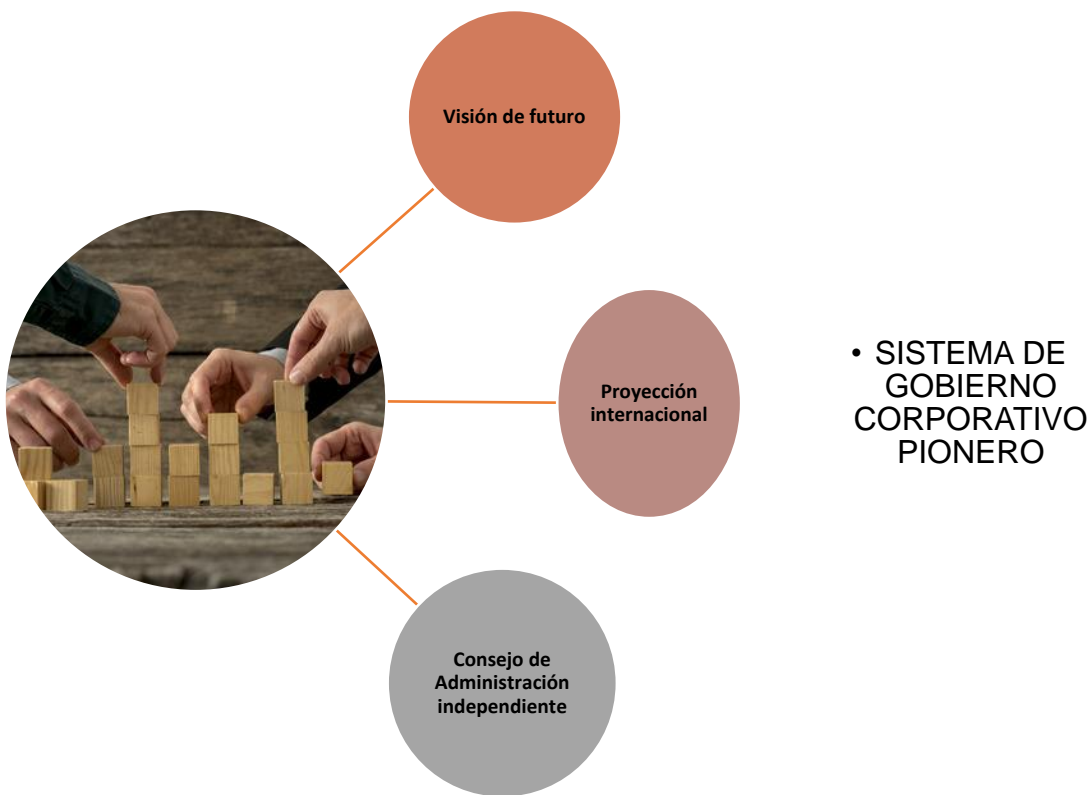 Visión de futuro
Proyección
internacional
• SISTEMA DE
GOBIERNO
CORPORATIVO
PIONERO
Consejo de
Administración
independiente